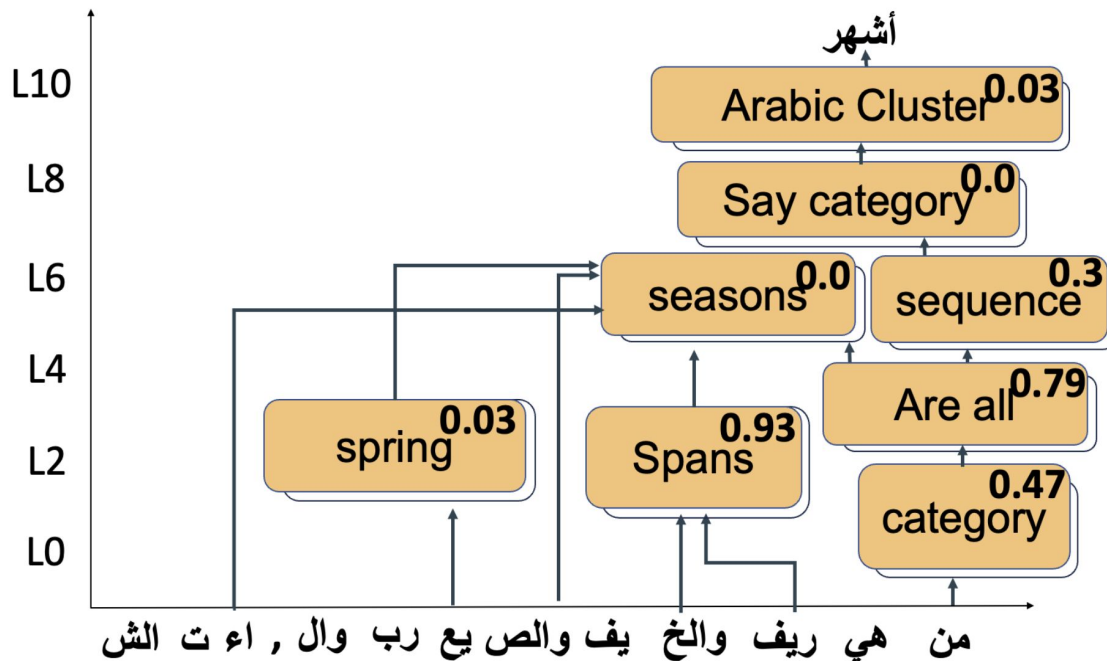 أشهر
L10
Arabic Cluster 0.03
L8
Say category 0.0
L6
seasons 0.0
sequence 0.3
L4
Are all 0.79
spring 0.03
Spans 0.93
L2
category 0.47
L0
الش ت اء , وال رب يع والص يف والخ ريف هي من